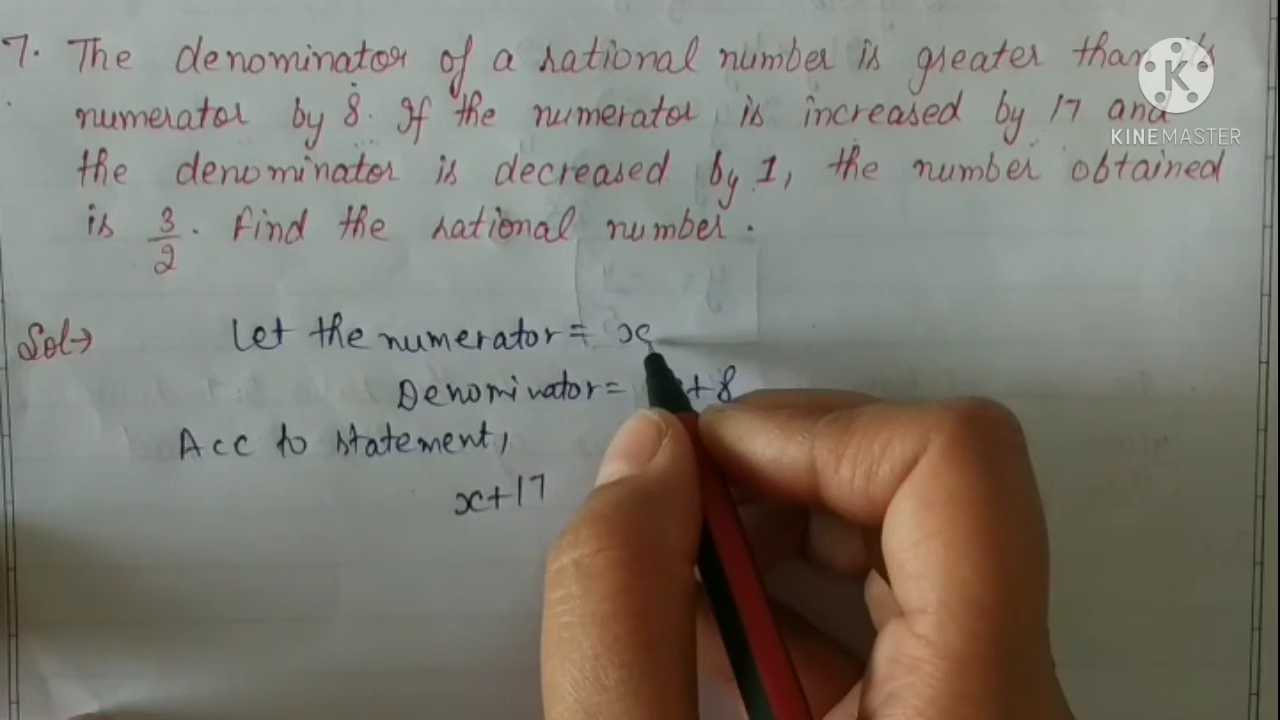 7. The denominator of a rational number is greater than its
numerator by 8. If the numerator is increased by 17 and
the denominator is decreased by 1, the number obtained
is 3/2. Find the rational number.
Sol→ Let the numerator = x
Denominator = +8
Acc to statement,
x+17
K
KINEMASTER